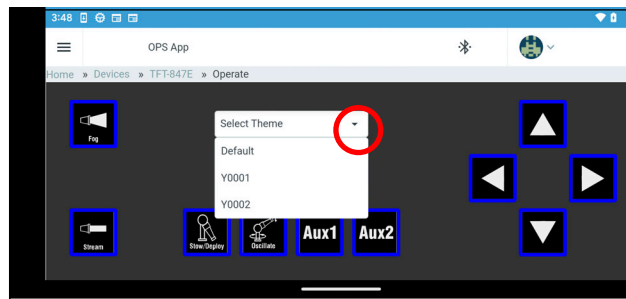 3:48
OPS App
Home » Devices » TFT-847E » Operate
Select Theme
Default
Y0001
Y0002
Fog
Stream
Stow/Deploy
Oscillate
Aux1
Aux2